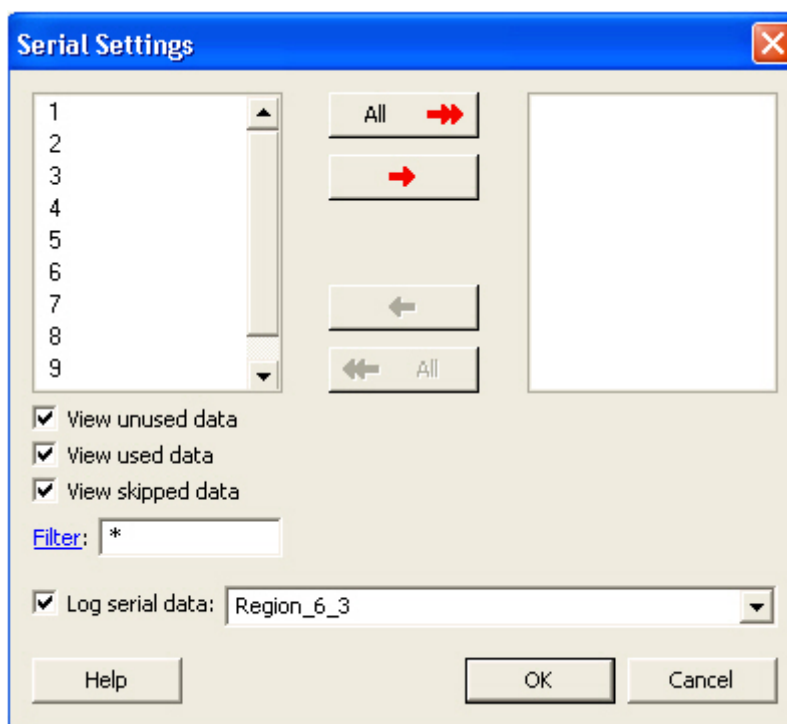 Serial Settings
1
2
3
4
5
6
7
8
9
All
All
View unused data
View used data
View skipped data
Filter: *
Log serial data: Region_6_3
Help OK Cancel